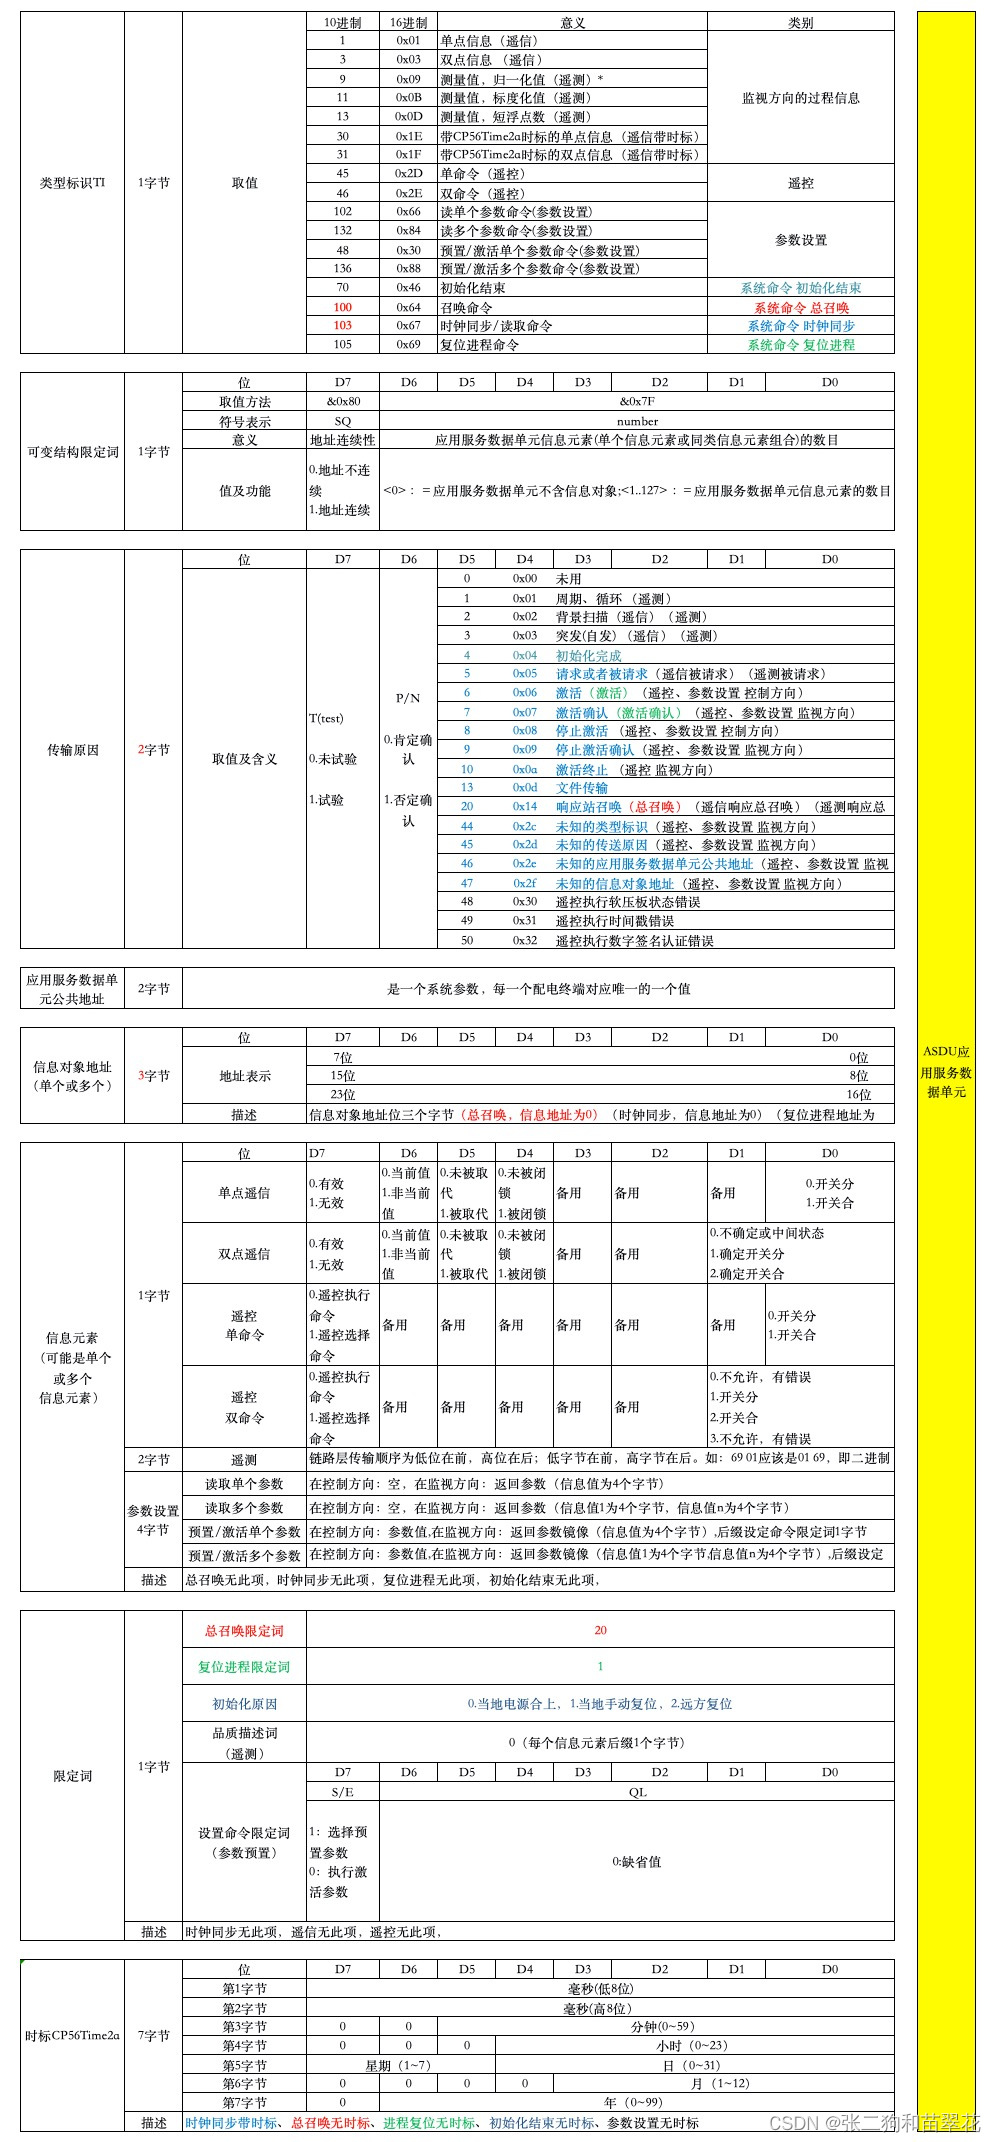 10进制 16进制 意义 类别
1 0x01 单点信息（遥信）
3 0x03 双点信息 （遥信）
9 0x09 测量值，归一化值（遥测）*
11 0x0B 测量值，标度化值（遥测）
13 0x0D 测量值，短浮点数（遥测）
30 0x1E 带CP56Time2a时标的单点信息（遥信带时标）
31 0x1F 带CP56Time2a时标的双点信息（遥信带时标）
监视方向的过程信息
类型标识TI 1字节 取值
45 0x2D 单命令（遥控）
46 0x2E 双命令（遥控）
遥控
102 0x66 读单个参数命令(参数设置)
132 0x84 读多个参数命令(参数设置)
48 0x30 预置/激活单个参数命令(参数设置)
136 0x88 预置/激活多个参数命令(参数设置)
参数设置
70 0x46 初始化结束 系统命令 初始化结束
100 0x64 召唤命令 系统命令 总召唤
103 0x67 时钟同步/读取命令 系统命令 时钟同步
105 0x69 复位进程命令 系统命令 复位进程
可变结构限定词 1字节
位 D7 D6 D5 D4 D3 D2 D1 D0
取值方法 &0x80 &0x7F
符号表示 SQ number
意义 地址连续性 应用服务数据单元信息元素(单个信息元素或同类信息元素组合)的数目
值及功能
0.地址不连
续
1.地址连续
<0>：=应用服务数据单元不含信息对象;<1..127>：=应用服务数据单元信息元素的数目
传输原因 2字节
位 D7 D6 D5 D4 D3 D2 D1 D0
取值及含义
T(test)
0.未试验
1.试验
P/N
0.肯定确
认
1.否定确
认
0 0x00 未用
1 0x01 周期、循环 （遥测）
2 0x02 背景扫描（遥信）（遥测）
3 0x03 突发(自发)（遥信）（遥测）
4 0x04 初始化完成
5 0x05 请求或者被请求（遥信被请求）（遥测被请求）
6 0x06 激活（激活）（遥控、参数设置 控制方向）
7 0x07 激活确认（激活确认）（遥控、参数设置 监视方向）
8 0x08 停止激活 （遥控、参数设置 控制方向）
9 0x09 停止激活确认（遥控、参数设置 监视方向）
10 0x0a 激活终止 （遥控 监视方向）
13 0x0d 文件传输
20 0x14 响应站召唤（总召唤）（遥信响应总召唤）（遥测响应总
44 0x2c 未知的类型标识（遥控、参数设置 监视方向）
45 0x2d 未知的传送原因（遥控、参数设置 监视方向）
46 0x2e 未知的应用服务数据单元公共地址（遥控、参数设置 监视
47 0x2f 未知的信息对象地址（遥控、参数设置 监视方向）
48 0x30 遥控执行软压板状态错误
49 0x31 遥控执行时间戳错误
50 0x32 遥控执行数字签名认证错误
应用服务数据单
元公共地址
2字节 是一个系统参数，每一个配电终端对应唯一的一个值
信息对象地址
（单个或多个）
3字节
位 D7 D6 D5 D4 D3 D2 D1 D0
地址表示
7位 0位
15位 8位
23位 16位
描述 信息对象地址位三个字节（总召唤，信息地址为0）（时钟同步，信息地址为0）（复位进程地址为
ASDU应
用服务数
据单元
信息元素
（可能是单个
或多个
信息元素）
1字节
位 D7 D6 D5 D4 D3 D2 D1 D0
单点遥信
0.有效
1.无效
0.当前值
1.非当前
值
0.未被取
代
1.被取代
0.未被闭
锁
1.被闭锁
备用 备用 备用
0.开关分
1.开关合
双点遥信
0.有效
1.无效
0.当前值
1.非当前
值
0.未被取
代
1.被取代
0.未被闭
锁
1.被闭锁
备用 备用
0.不确定或中间状态
1.确定开关分
2.确定开关合
遥控
单命令
0.遥控执行
命令
1.遥控选择
命令
备用 备用 备用 备用 备用 备用
0.开关分
1.开关合
遥控
双命令
0.遥控执行
命令
1.遥控选择
命令
备用 备用 备用 备用 备用
0.不允许，有错误
1.开关分
2.开关合
3.不允许，有错误
2字节 遥测 链路层传输顺序为低位在前，高位在后；低字节在前，高字节在后。如：69 01应该是01 69，即二进制
参数设置
4字节
读取单个参数 在控制方向：空，在监视方向：返回参数（信息值为4个字节）
读取多个参数 在控制方向：空，在监视方向：返回参数（信息值1为4个字节，信息值n为4个字节）
预置/激活单个参数 在控制方向：参数值,在监视方向：返回参数镜像（信息值为4个字节）,后缀设定命令限定词1字节
预置/激活多个参数 在控制方向：参数值,在监视方向：返回参数镜像（信息值1为4个字节,信息值n为4个字节）,后缀设定
描述 总召唤无此项，时钟同步无此项，复位进程无此项，初始化结束无此项，
限定词 1字节
总召唤限定词 20
复位进程限定词 1
初始化原因 0.当地电源合上，1.当地手动复位，2.远方复位
品质描述词
（遥测）
0（每个信息元素后缀1个字节）
设置命令限定词
（参数预置）
D7 D6 D5 D4 D3 D2 D1 D0
S/E QL
1：选择预
置参数
0：执行激
活参数
0:缺省值
描述 时钟同步无此项，遥信无此项，遥控无此项，
时标CP56Time2a 7字节
位 D7 D6 D5 D4 D3 D2 D1 D0
第1字节 毫秒(低8位)
第2字节 毫秒(高8位）
第3字节 0 0 分钟(0~59)
第4字节 0 0 0 小时（0~23）
第5字节 星期（1~7） 日（0~31）
第6字节 0 0 0 0 月（1~12）
第7字节 0 年（0~99）
描述 时钟同步带时标、总召唤无时标、进程复位无时标、初始化结束无时标、参数设置无时标
CSDN @张二狗和苗翠花